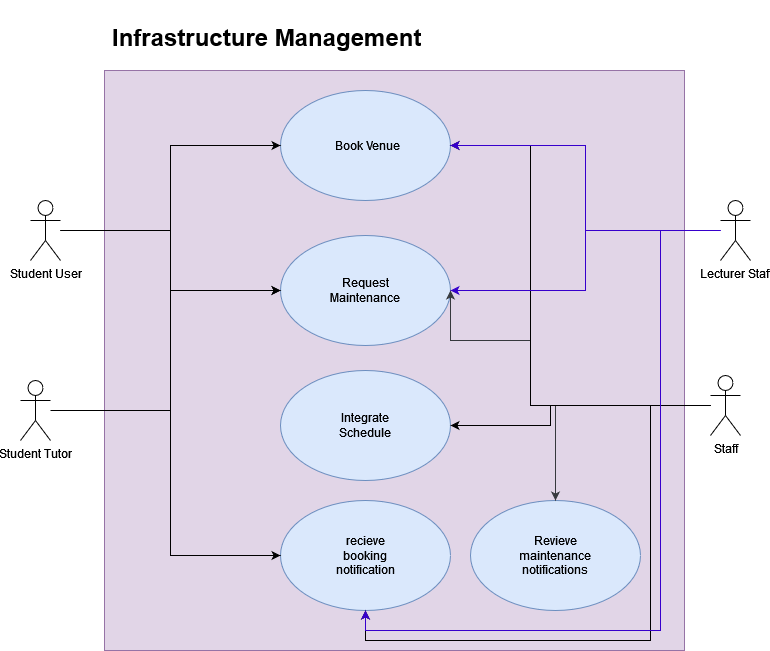 Infrastructure Management
Book Venue
Student User
Request
Maintenance
Lecturer Staf
Integrate
Schedule
Student Tutor
Staff
recieve
booking
notification
Revieve
maintenance
notifications